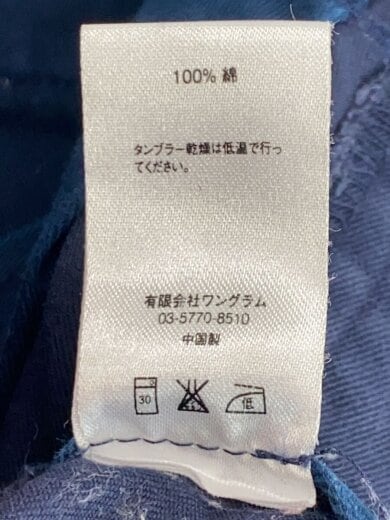 100% 綿
タンブラー乾燥は低温で行っ
てください。
有限会社ワングラム
03-5770-8510
中国製
30
低